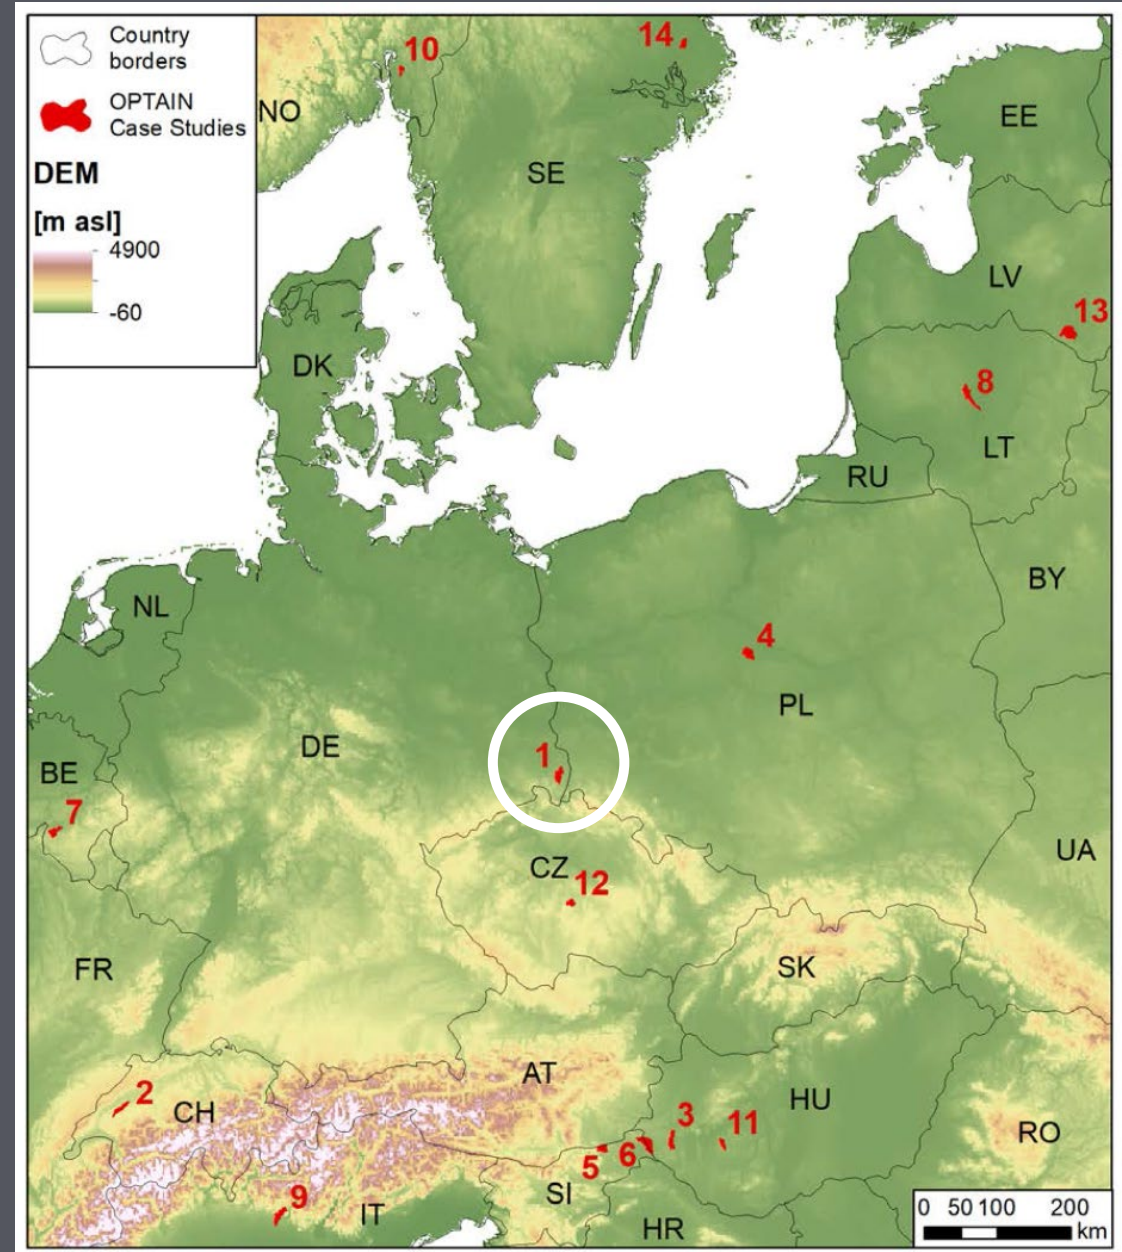 Country
borders
OPTAIN
Case Studies
DEM
[m asl]
4900
-60
10
14
NO
SE
EE
LV
13
DK
8
LT
RU
BY
NL
4
PL
DE
1
BE
7
UA
CZ
12
FR
SK
AT
2
CH
HU
3
11
RO
5
6
SI
9
IT
HR
0 50 100 200
km